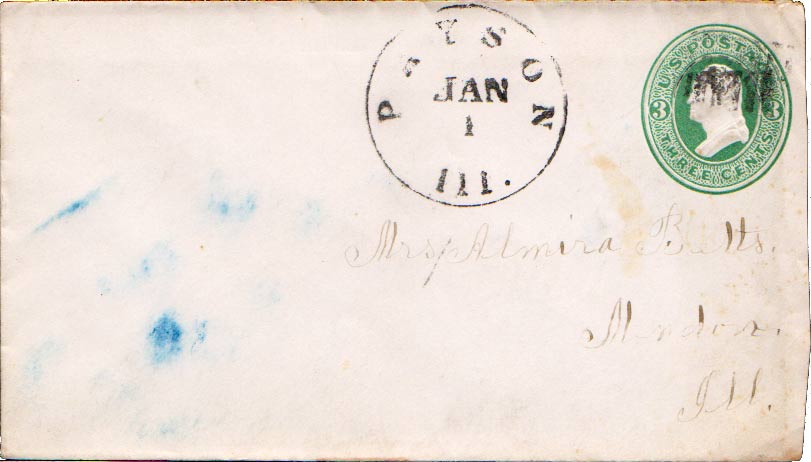 PAYSON
JAN
1
Ill.
U.S. POSTAGE
3 3
THREE CENTS
Mrs Almira Betts.
Mendon.
Ill.